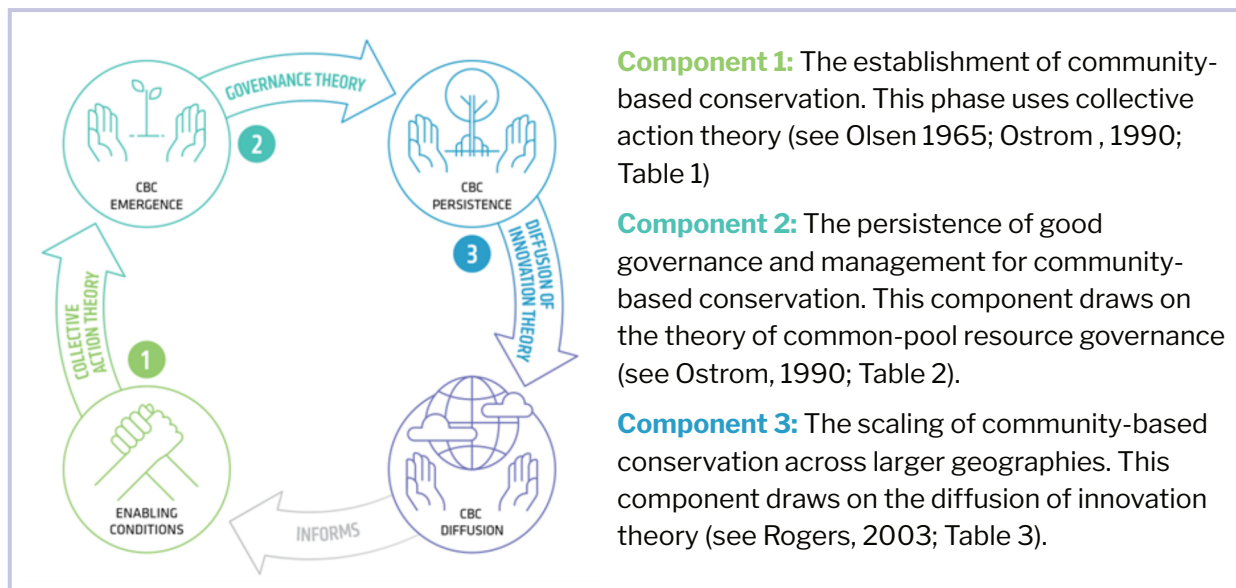 GOVERNANCE THEORY
2
CBC
EMERGENCE
CBC
PERSISTENCE
3
DIFFUSION OF
INNOVATION THEORY
COLLECTIVE
ACTION THEORY
1
ENABLING
CONDITIONS
INFORMS
CBC
DIFFUSION
Component 1: The establishment of community-
based conservation. This phase uses collective
action theory (see Olsen 1965; Ostrom , 1990;
Table 1)
Component 2: The persistence of good
governance and management for community-
based conservation. This component draws on
the theory of common-pool resource governance
(see Ostrom, 1990; Table 2).
Component 3: The scaling of community-based
conservation across larger geographies. This
component draws on the diffusion of innovation
theory (see Rogers, 2003; Table 3).